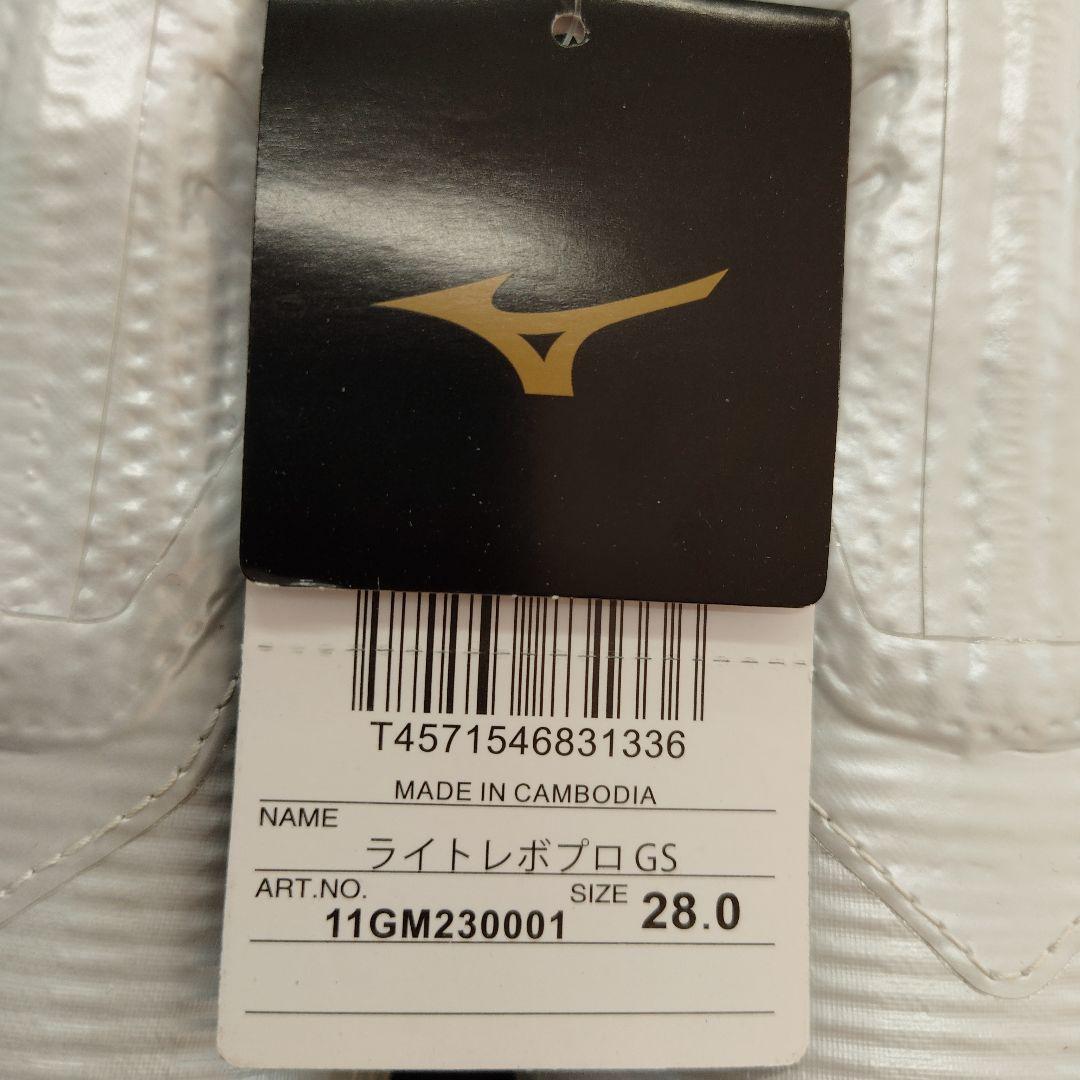 T4571546831336
MADE IN CAMBODIA
NAME
ライトレボプロ GS
ART.NO.
11GM230001
SIZE 28.0